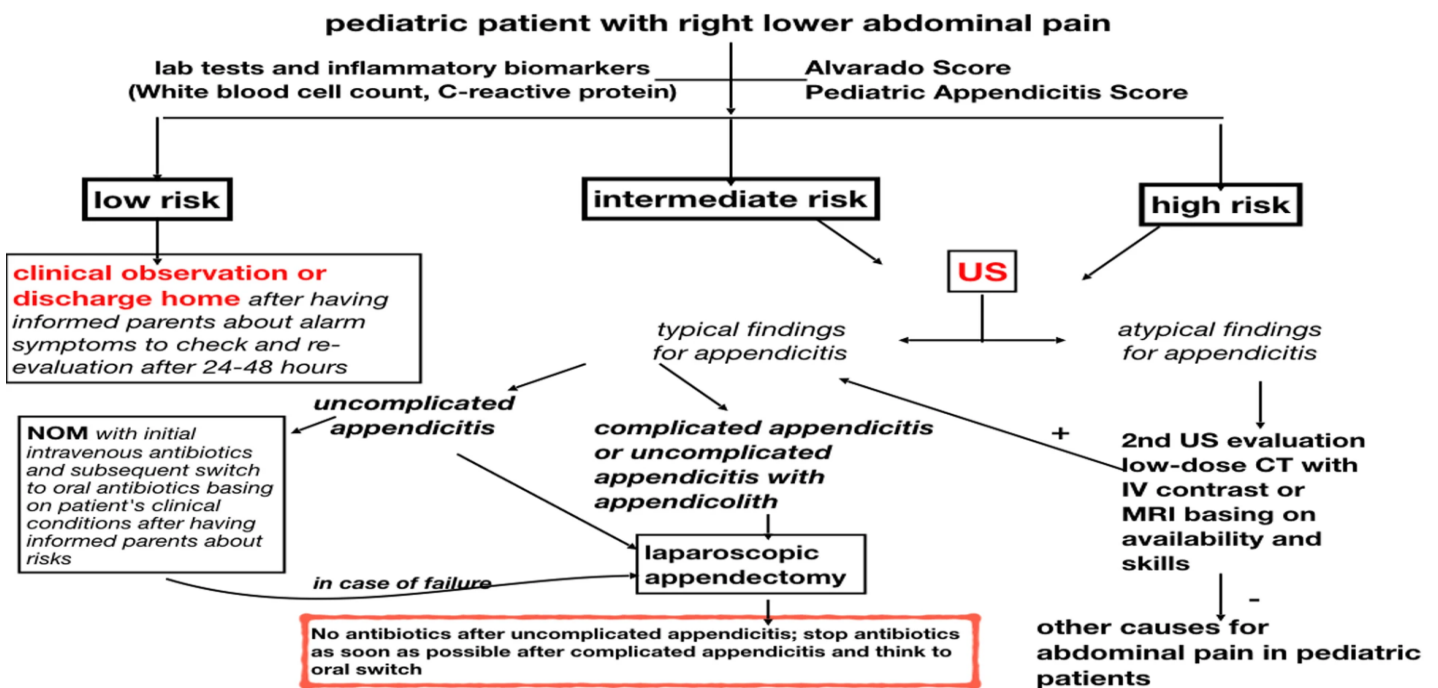 pediatric patient with right lower abdominal pain
lab tests and inflammatory biomarkers
(White blood cell count, C-reactive protein)
Alvarado Score
Pediatric Appendicitis Score
low risk
intermediate risk
high risk
clinical observation or
discharge home after having
informed parents about alarm
symptoms to check and re-
evaluation after 24-48 hours
US
typical findings
for appendicitis
atypical findings
for appendicitis
uncomplicated
appendicitis
NOM with initial
intravenous antibiotics
and subsequent switch
to oral antibiotics basing
on patient's clinical
conditions after having
informed parents about
risks
complicated appendicitis
or uncomplicated
appendicitis with
appendicolith
+
2nd US evaluation
low-dose CT with
IV contrast or
MRI basing on
availability and
skills
laparoscopic
appendectomy
in case of failure
-
No antibiotics after uncomplicated appendicitis; stop antibiotics
as soon as possible after complicated appendicitis and think to
oral switch
other causes for
abdominal pain in pediatric
patients